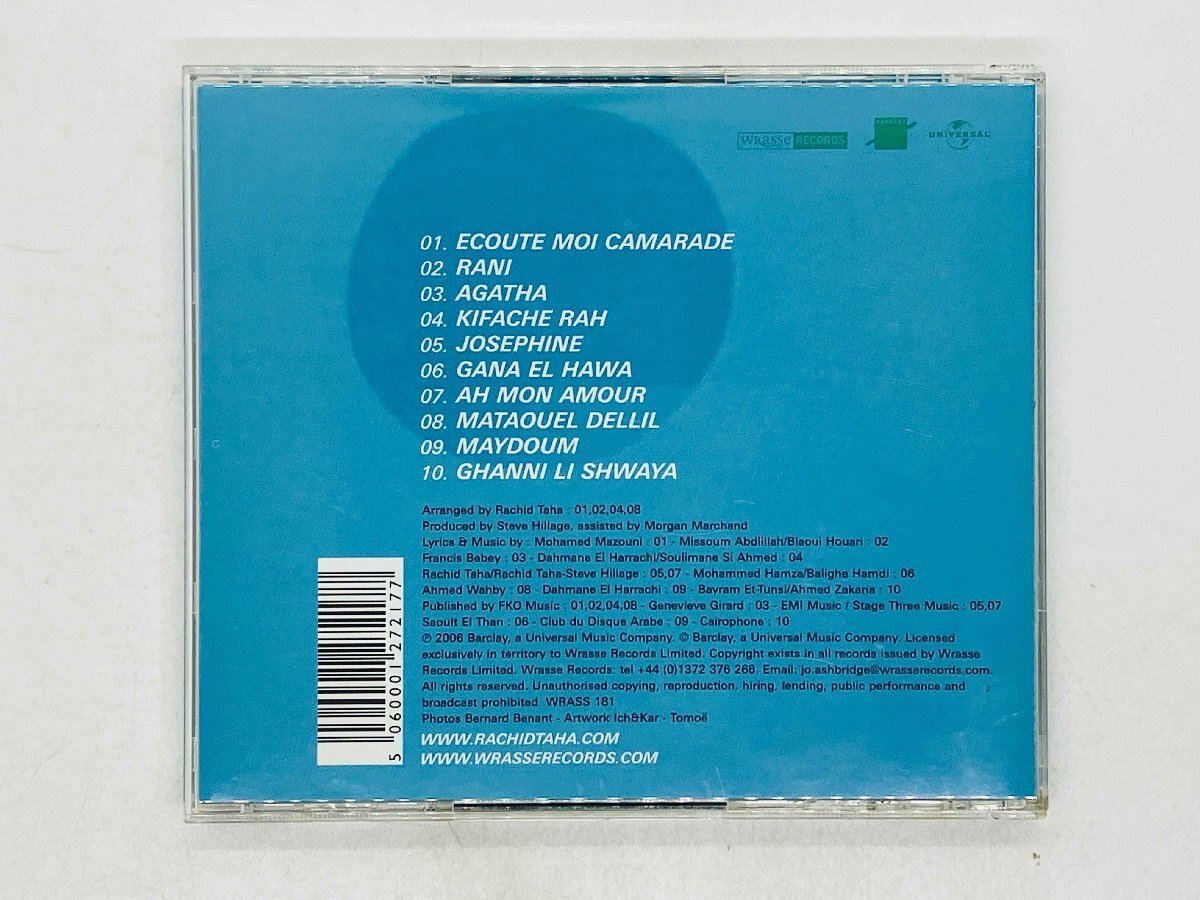 wrasse RECORDS
BARCLAY
UNIVERSAL
01. ECOUTE MOI CAMARADE
02. RANI
03. AGATHA
04. KIFACHE RAH
05. JOSEPHINE
06. GANA EL HAWA
07. AH MON AMOUR
08. MATAOUEL DELLIL
09. MAYDOUM
10. GHANNI LI SHWAYA
Arranged by Rachid Taha : 01,02,04,08
Produced by Steve Hillage, assisted by Morgan Marchand
Lyrics & Music by : Mohamed Mazouni : 01 - Missoum Abdlillah/Blaoui Houari : 02
Francis Bebey : 03 - Dahmane El Harrachi/Soulimane Si Ahmed : 04
Rachid Taha/Rachid Taha-Steve Hillage : 05,07 - Mohammed Hamza/Balighe Hamdi : 06
Ahmed Wahby : 08 - Dahmane El Harrachi : 09 - Bayram Et-Tunsi/Ahmed Zakaria : 10
Published by FKO Music : 01,02,04,08 - Genevieve Girard : 03 - EMI Music / Stage Three Music : 05,07
Saoult El Than : 06 - Club du Disque Arabe : 09 - Caïrophone : 10
℗ 2006 Barclay, a Universal Music Company. © Barclay, a Universal Music Company. Licensed
exclusively in territory to Wrasse Records Limited. Copyright exists in all records issued by Wrasse
Records Limited. Wrasse Records: tel +44 (0)1372 376 266, Email: jo.ashbridge@wrasserecords.com.
All rights reserved. Unauthorised copying, reproduction, hiring, lending, public performance and
broadcast prohibited. WRASS 181
Photos Bernard Benant - Artwork Ich&Kar - Tomoë
WWW.RACHIDTAHA.COM
WWW.WRASSERECORDS.COM
5 060001 272177